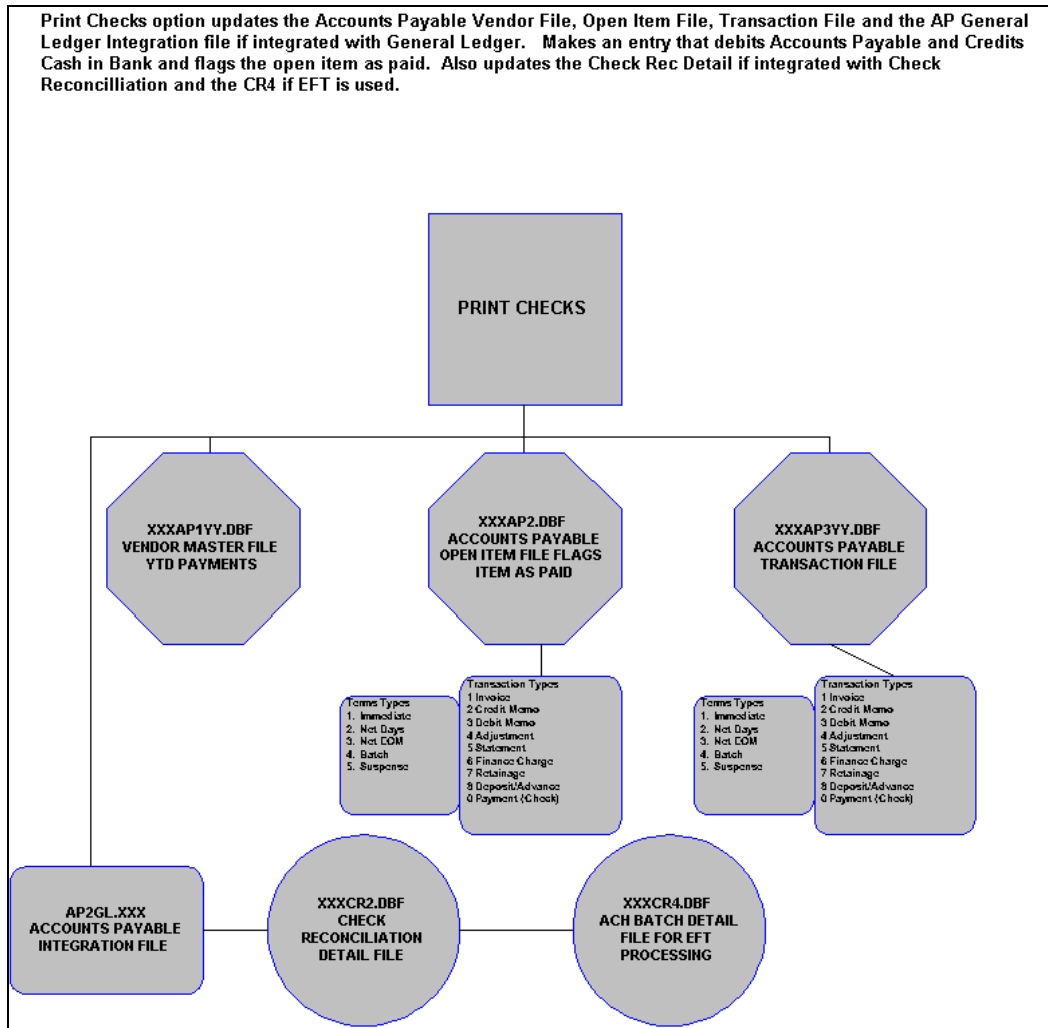 Print Checks option updates the Accounts Payable Vendor File, Open Item File, Transaction File and the AP General
Ledger Integration file if integrated with General Ledger. Makes an entry that debits Accounts Payable and Credits
Cash in Bank and flags the open item as paid. Also updates the Check Rec Detail if integrated with Check
Reconcilliation and the CR4 if EFT is used.
PRINT CHECKS
XXXAP1YY.DBF
VENDOR MASTER FILE
YTD PAYMENTS
XXXAP2.DBF
ACCOUNTS PAYABLE
OPEN ITEM FILE FLAGS
ITEM AS PAID
XXXAP3YY.DBF
ACCOUNTS PAYABLE
TRANSACTION FILE
Terms Types
1. Immediate
2. Net Days
3. Net EOM
4. Batch
5. Suspense
Transaction Types
1 Invoice
2 Credit Memo
3 Debit Memo
4 Adjustment
5 Statement
6 Finance Charge
7 Retainage
8 Deposit/Advance
0 Payment (Check)
Terms Types
1. Immediate
2. Net Days
3. Net EOM
4. Batch
5. Suspense
Transaction Types
1 Invoice
2 Credit Memo
3 Debit Memo
4 Adjustment
5 Statement
6 Finance Charge
7 Retainage
8 Deposit/Advance
0 Payment (Check)
AP2GL.XXX
ACCOUNTS PAYABLE
INTEGRATION FILE
XXXCR2.DBF
CHECK
RECONCILIATION
DETAIL FILE
XXXCR4.DBF
ACH BATCH DETAIL
FILE FOR EFT
PROCESSING